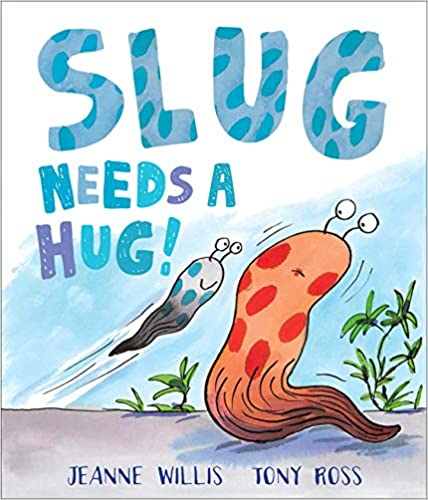 SLUG
NEEDS A
HUG!
JEANNE WILLIS TONY ROSS